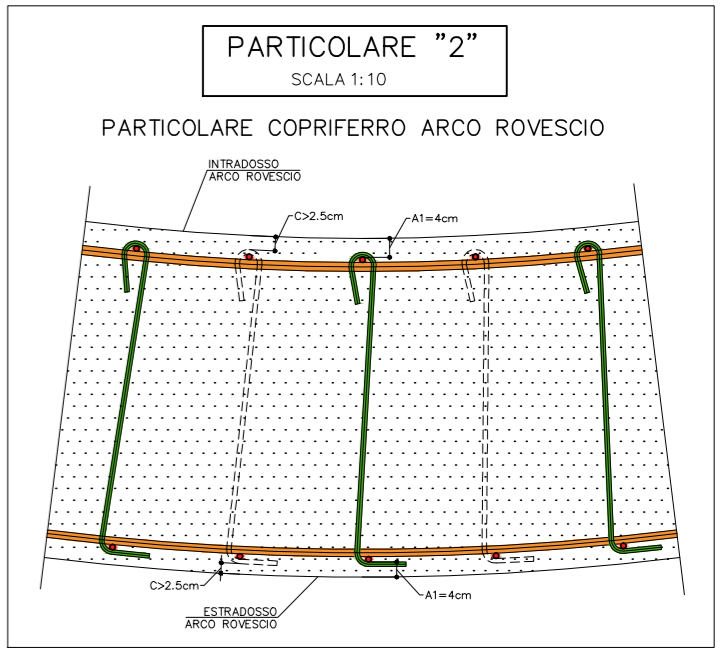 PARTICOLARE "2"
SCALA 1:10
PARTICOLARE COPRIFERRO ARCO ROVESCIO
INTRADOSSO
ARCO ROVESCIO
C>2.5cm
A1=4cm
C>2.5cm
A1=4cm
ESTRADOSSO
ARCO ROVESCIO